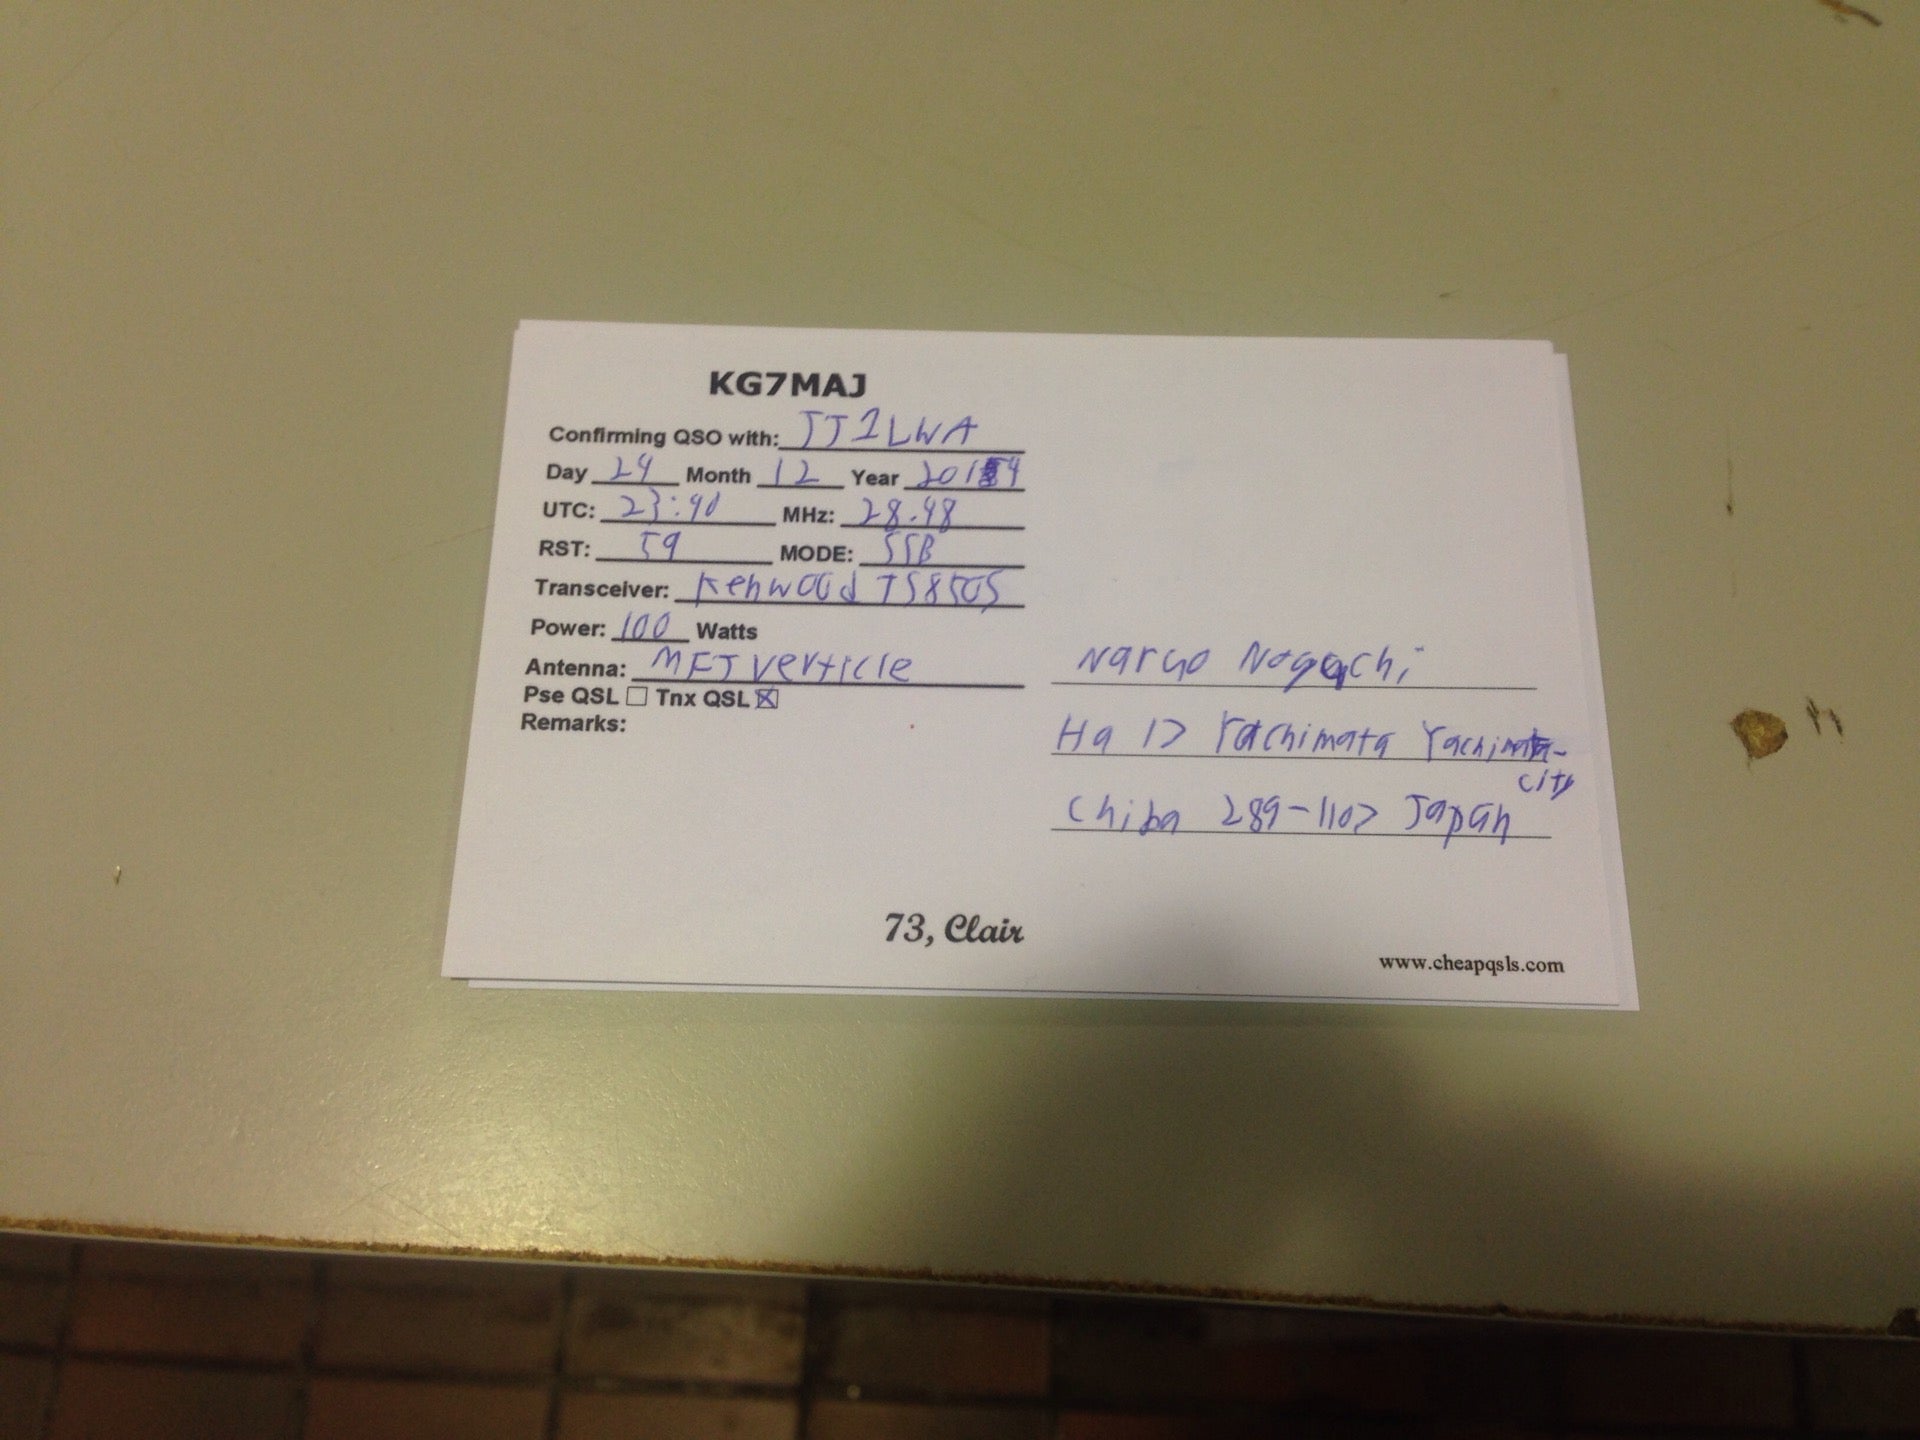 KG7MAJ
Confirming QSO with: JJ1LWA
Day 24 Month 12 Year 2014
UTC: 23:40 MHz: 28.48
RST: 59 MODE: SSB
Transceiver: Kenwood TS850S
Power: 100 Watts
Antenna: MFJ verticle
Pse QSL Tnx QSL
Remarks:
Naruo Noguchi
Ha 17 Yachimata Yachimata-
city
Chiba 289-1107 Japan
73, Clair
www.cheapqsls.com